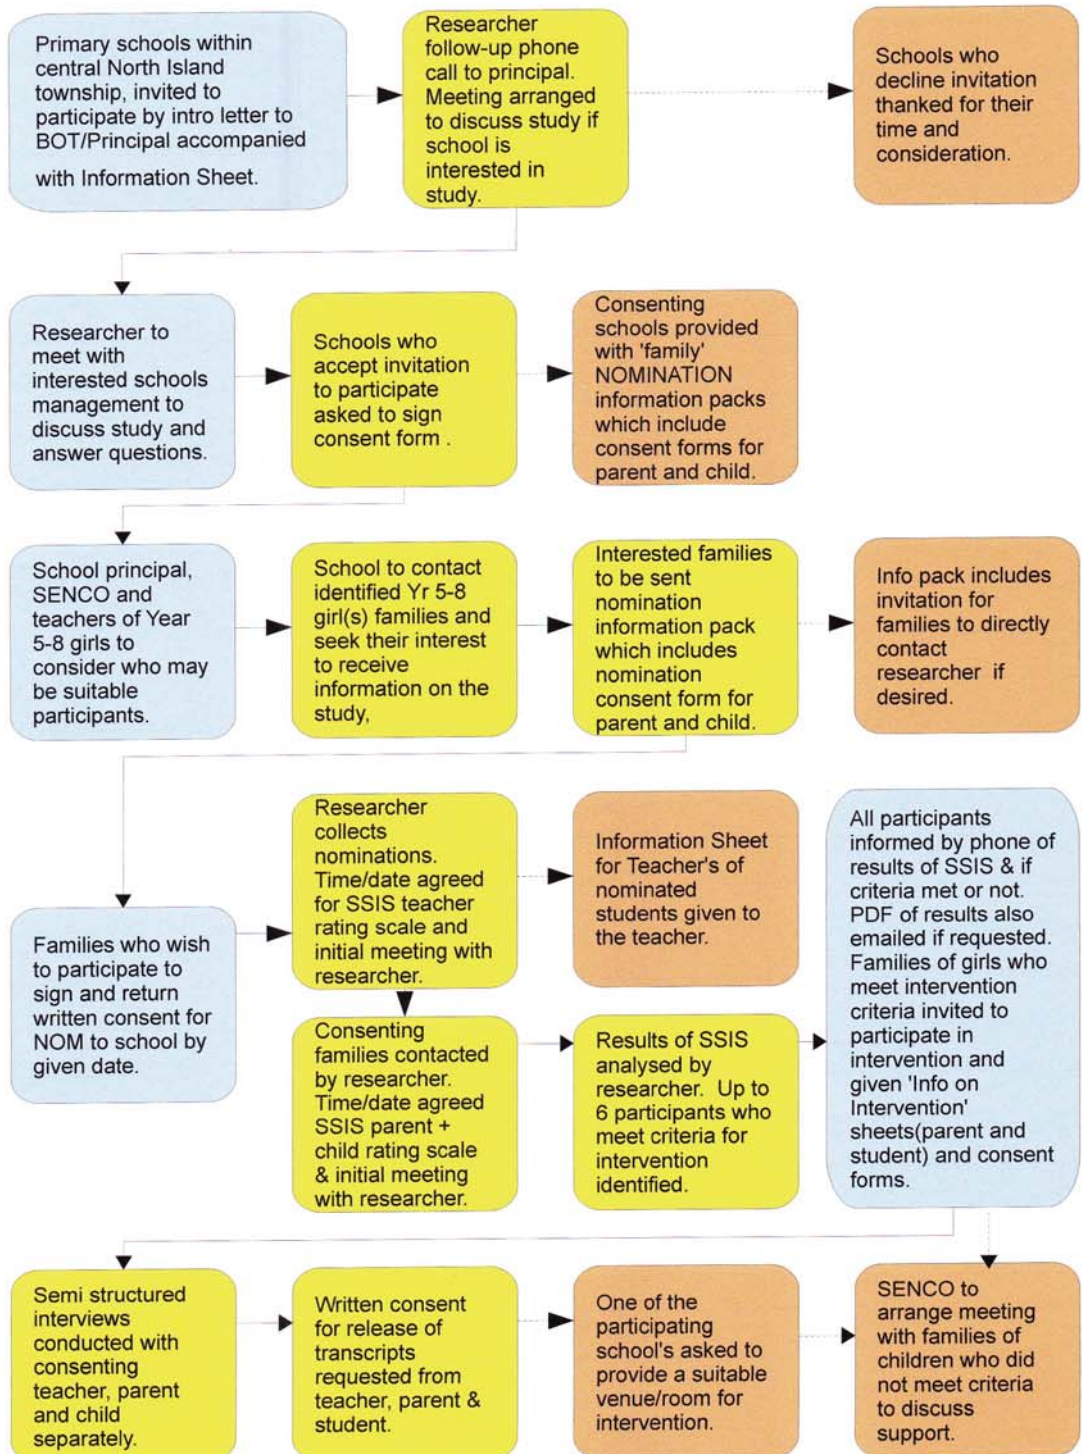 Primary schools within
central North Island
township, invited to
participate by intro letter to
BOT/Principal accompanied
with Information Sheet.
Researcher
follow-up phone
call to principal.
Meeting arranged
to discuss study if
school is
interested in
study.
Schools who
decline invitation
thanked for their
time and
consideration.
Researcher to
meet with
interested schools
management to
discuss study and
answer questions.
Schools who
accept invitation
to participate
asked to sign
consent form .
Consenting
schools provided
with 'family'
NOMINATION
information packs
which include
consent forms for
parent and child.
School principal,
SENCO and
teachers of Year
5-8 girls to
consider who may
be suitable
participants.
School to contact
identified Yr 5-8
girl(s) families and
seek their interest
to receive
information on the
study,
Interested families
to be sent
nomination
information pack
which includes
nomination
consent form for
parent and child.
Info pack includes
invitation for
families to directly
contact
researcher if
desired.
Families who wish
to participate to
sign and return
written consent for
NOM to school by
given date.
Researcher
collects
nominations.
Time/date agreed
for SSIS teacher
rating scale and
initial meeting with
researcher.
Information Sheet
for Teacher's of
nominated
students given to
the teacher.
Consenting
families contacted
by researcher.
Time/date agreed
SSIS parent +
child rating scale
& initial meeting
with researcher.
Results of SSIS
analysed by
researcher. Up to
6 participants who
meet criteria for
intervention
identified.
All participants
informed by phone of
results of SSIS & if
criteria met or not.
PDF of results also
emailed if requested.
Families of girls who
meet intervention
criteria invited to
participate in
intervention and
given 'Info on
Intervention'
sheets(parent and
student) and consent
forms.
Semi structured
interviews
conducted with
consenting
teacher, parent
and child
separately.
Written consent
for release of
transcripts
requested from
teacher, parent &
student.
One of the
participating
school's asked to
provide a suitable
venue/room for
intervention.
SENCO to
arrange meeting
with families of
children who did
not meet criteria
to discuss
support.